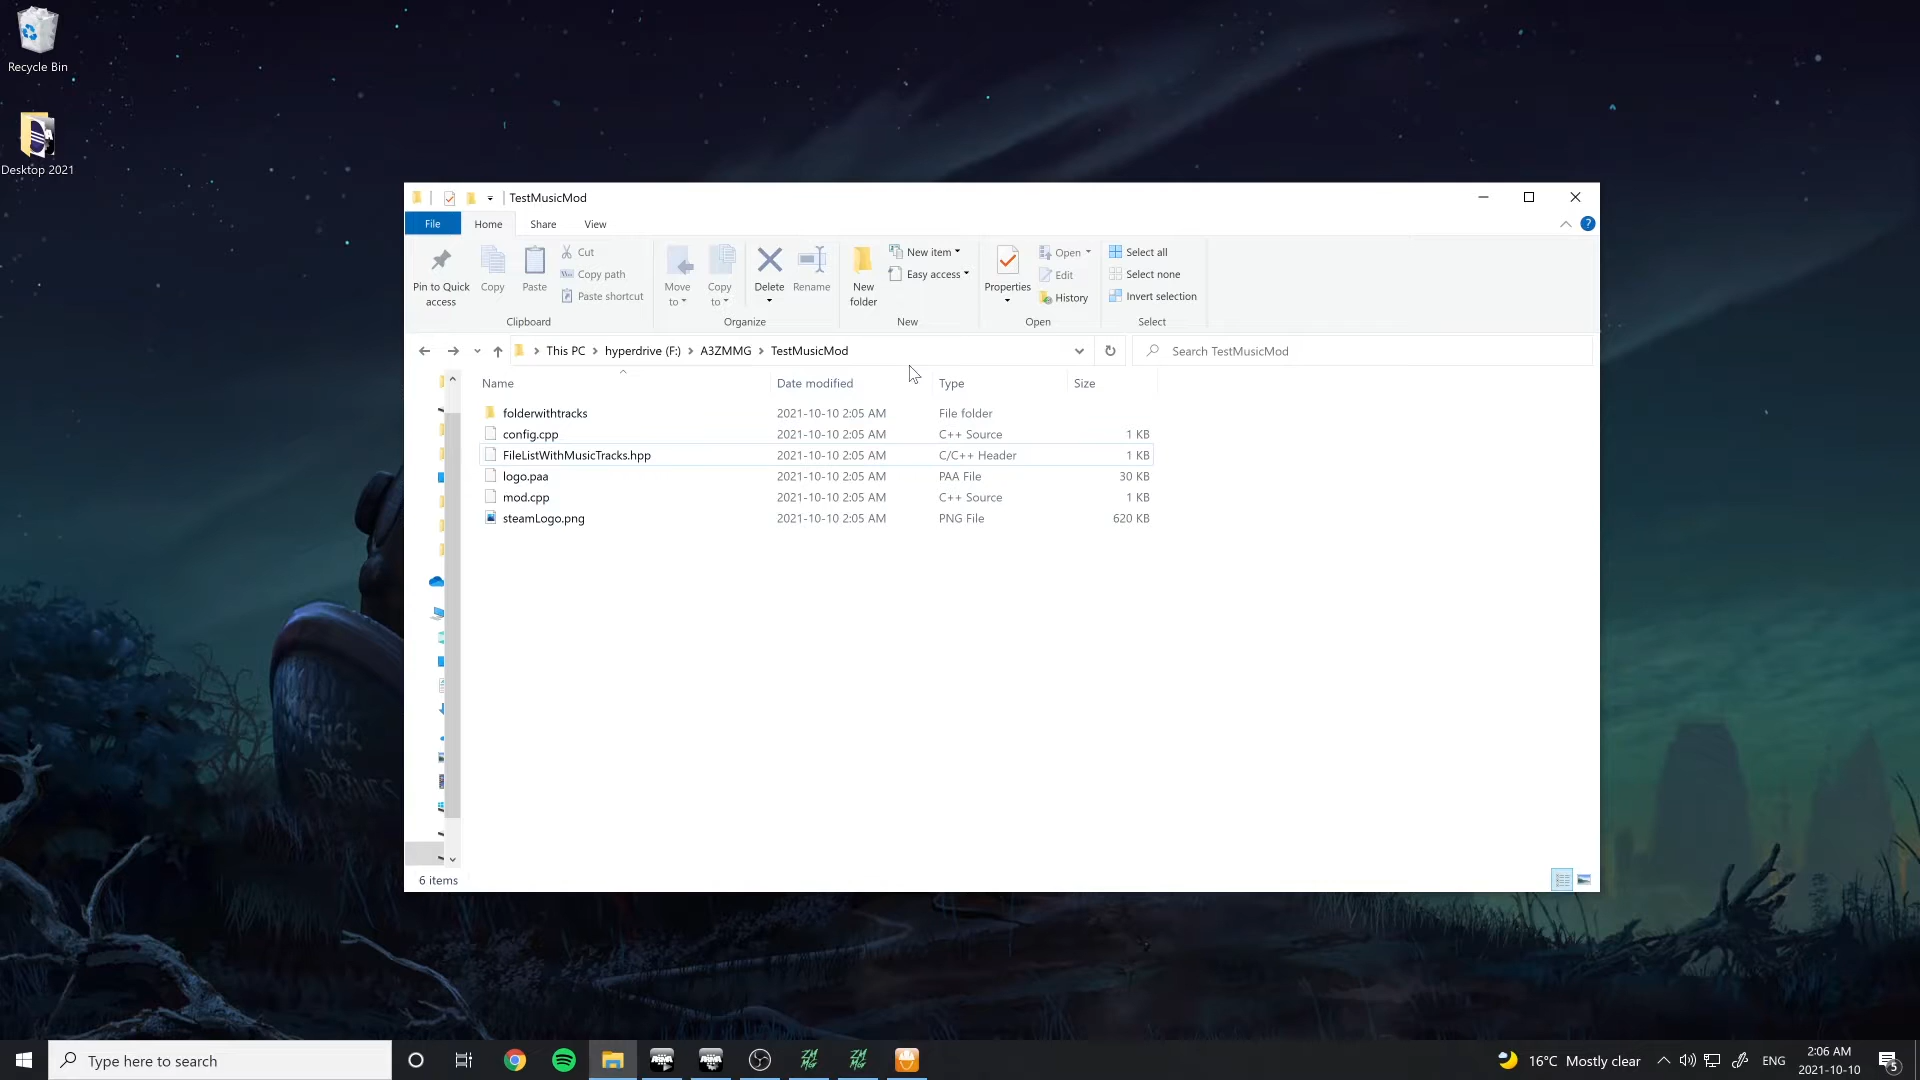 Recycle Bin
Desktop 2021
TestMusicMod
File
Home
Share
View
Pin to Quick
access
Copy
Paste
Cut
Copy path
Paste shortcut
Clipboard
Move
to
Copy
to
Delete
Rename
Organize
New
folder
New item
Easy access
New
Properties
Open
Edit
History
Open
Select all
Select none
Invert selection
Select
This PC > hyperdrive (F:) > A3ZMMG > TestMusicMod
Search TestMusicMod
Name Date modified Type Size
folderwithtracks 2021-10-10 2:05 AM File folder
config.cpp 2021-10-10 2:05 AM C++ Source 1 KB
FileListWithMusicTracks.hpp 2021-10-10 2:05 AM C/C++ Header 1 KB
logo.paa 2021-10-10 2:05 AM PAA File 30 KB
mod.cpp 2021-10-10 2:05 AM C++ Source 1 KB
steamLogo.png 2021-10-10 2:05 AM PNG File 620 KB
6 items
Type here to search
16°C Mostly clear
ENG
2:06 AM
2021-10-10
5